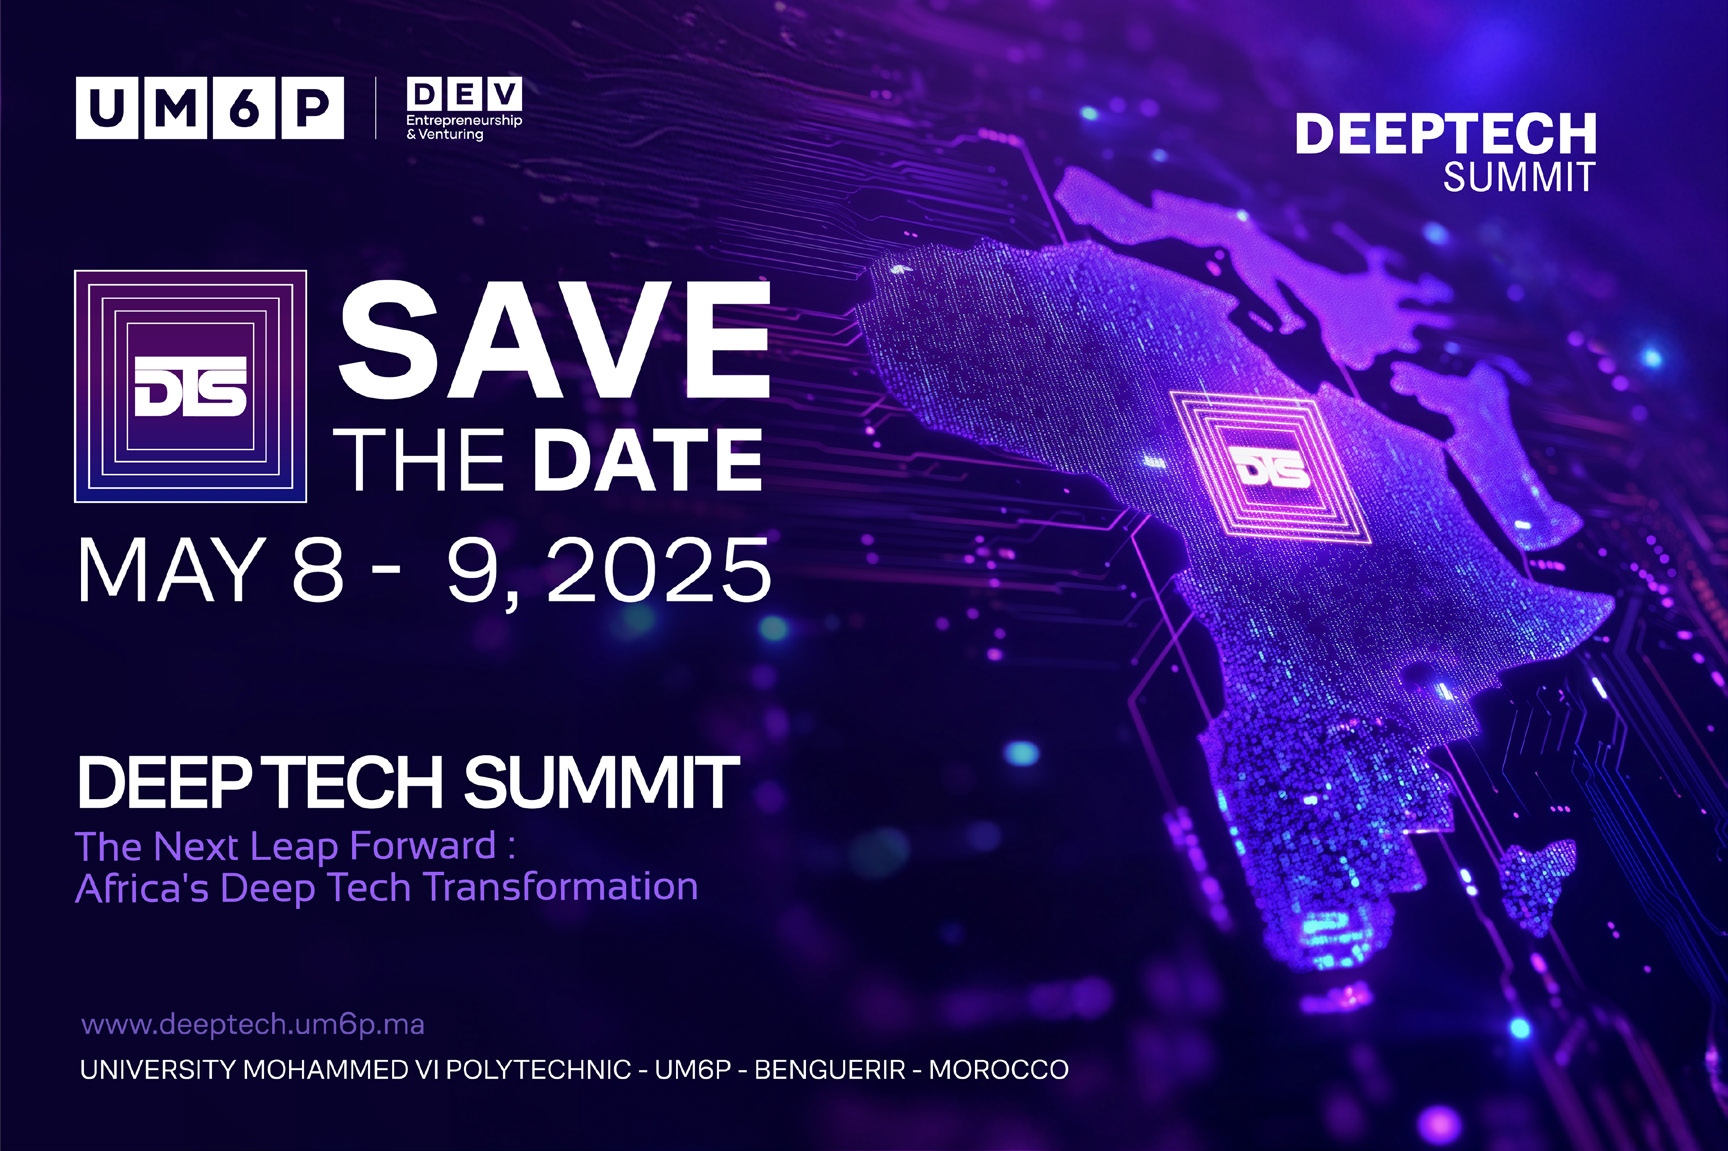 UM6P
DEV
Entrepreneurship
& Venturing
DEEPTECH
SUMMIT
DTS
SAVE
THE DATE
MAY 8 - 9, 2025
DTS
DEEP TECH SUMMIT
The Next Leap Forward :
Africa's Deep Tech Transformation
www.deeptech.um6p.ma
UNIVERSITY MOHAMMED VI POLYTECHNIC - UM6P - BENGUERIR - MOROCCO